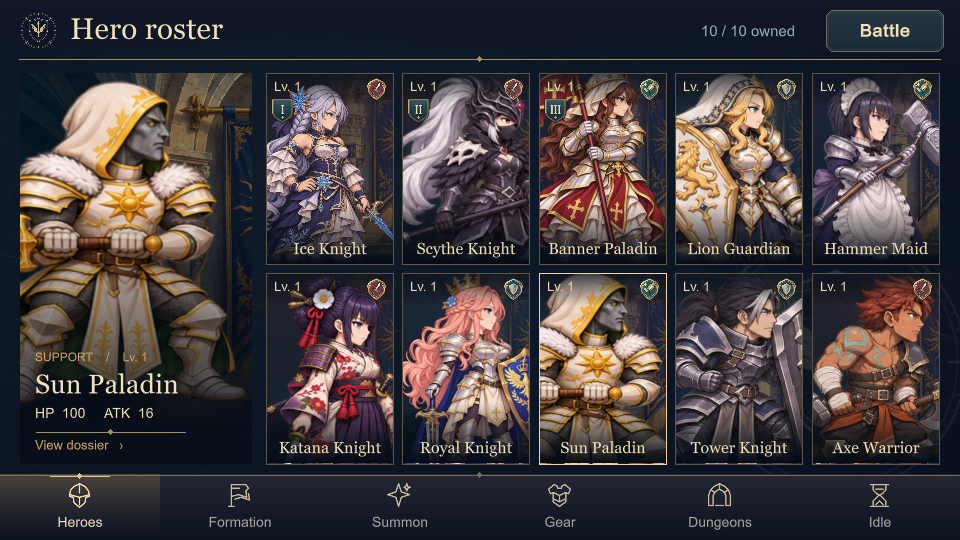 Hero roster
10 / 10 owned
Battle
Lv. 1
I
Ice Knight
Lv. 1
II
Scythe Knight
Lv. 1
III
Banner Paladin
Lv. 1
Lion Guardian
Lv. 1
Hammer Maid
SUPPORT / Lv. 1
Sun Paladin
HP 100 ATK 16
View dossier ›
Lv. 1
Katana Knight
Lv. 1
Royal Knight
Lv. 1
Sun Paladin
Lv. 1
Tower Knight
Lv. 1
Axe Warrior
Heroes
Formation
Summon
Gear
Dungeons
Idle